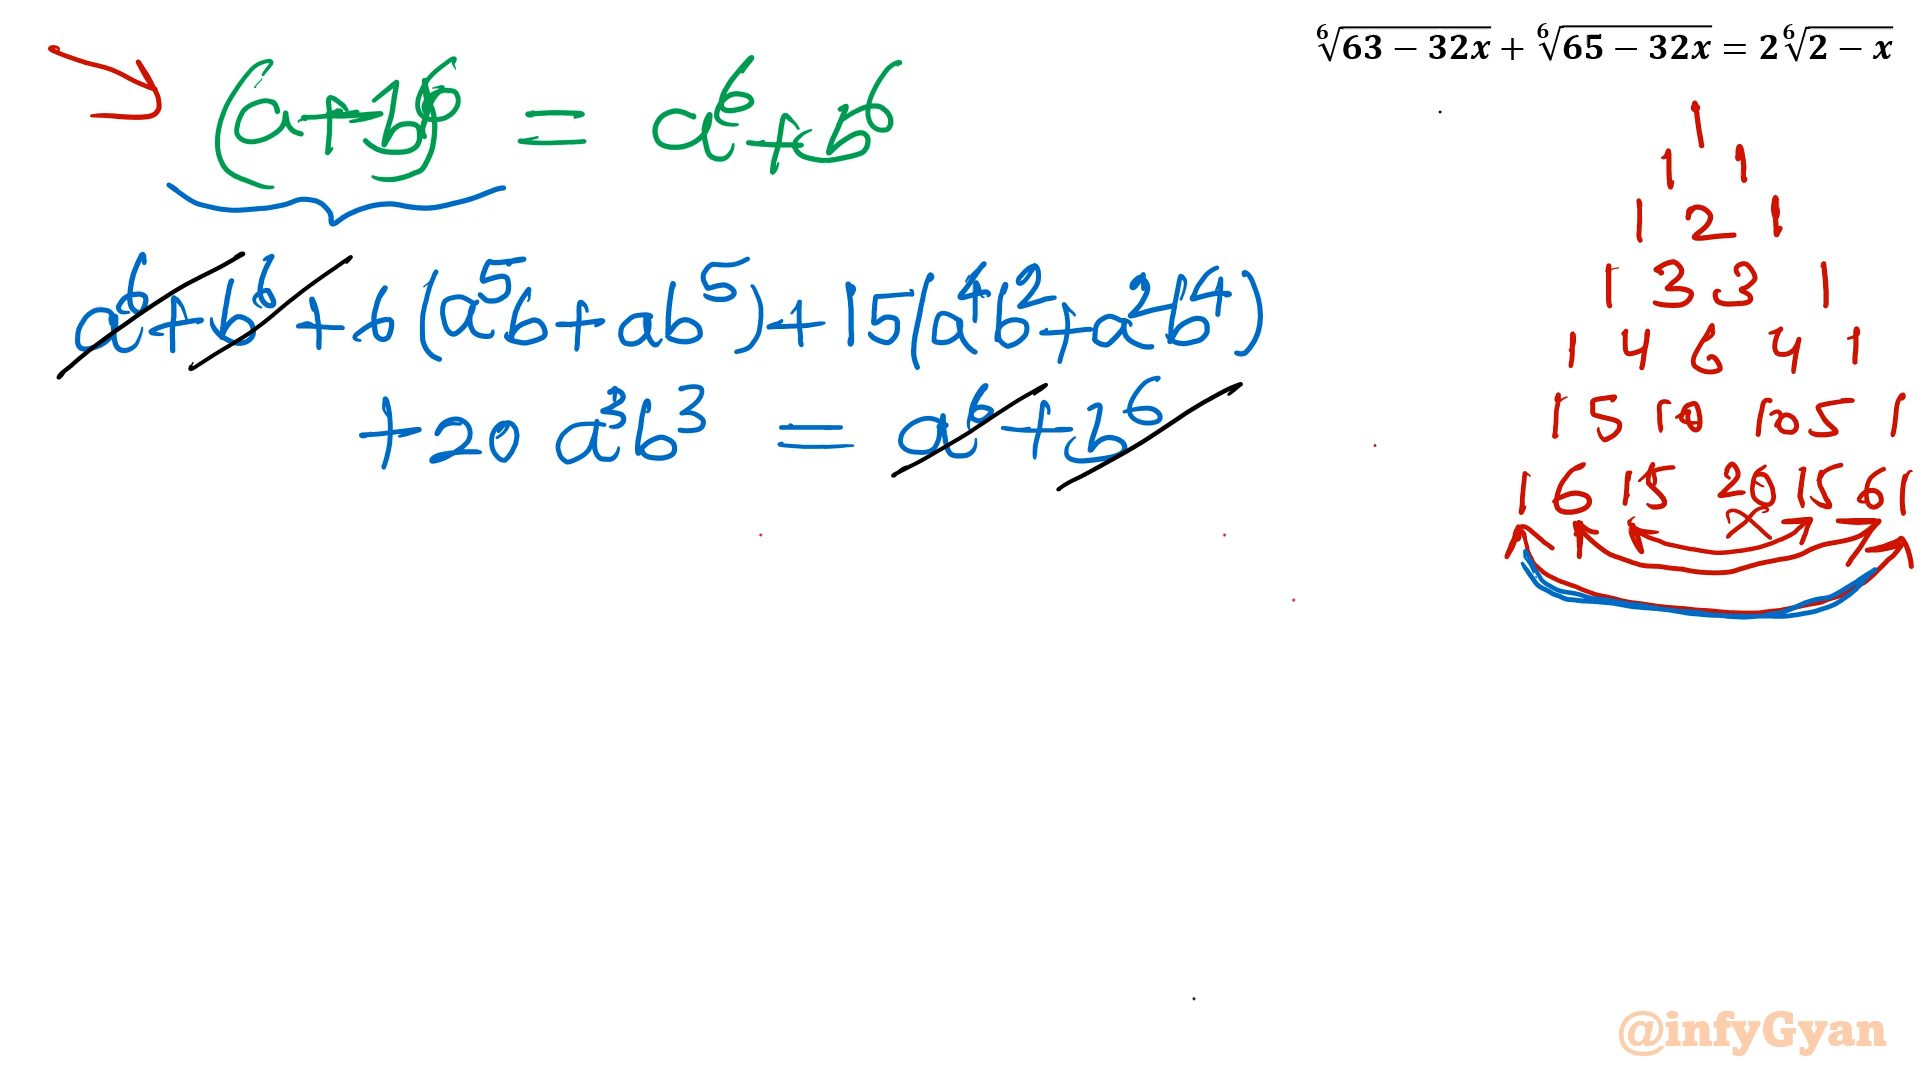 ⁶√63 − 32x + ⁶√65 − 32x = 2⁶√2 − x
(a+b)⁶ = a⁶+b⁶
a⁶+b⁶ + 6(a⁵b+ab⁵)+15(a⁴b²+a²b⁴)
+20 a³b³ = a⁶+b⁶
1
1 1
1 2 1
1 3 3 1
1 4 6 4 1
1 5 10 10 5 1
1 6 15 20 15 6 1
@infyGyan